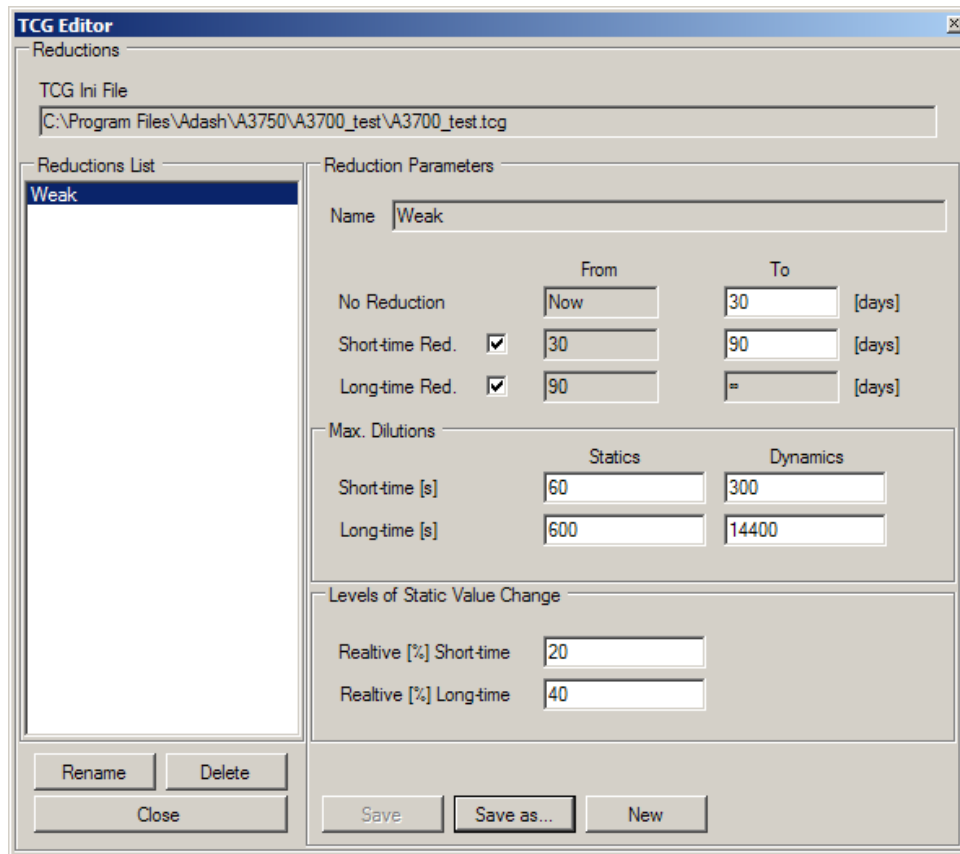 TCG Editor
Reductions
TCG Ini File
C:\Program Files\Adash\A3750\A3700_test\A3700_test.tcg
Reductions List
Weak
Rename Delete
Close
Reduction Parameters
Name Weak
From To
No Reduction Now 30 [days]
Short-time Red. 30 90 [days]
Long-time Red. 90 ∞ [days]
Max. Dilutions
Statics Dynamics
Short-time [s] 60 300
Long-time [s] 600 14400
Levels of Static Value Change
Realtive [%] Short-time 20
Realtive [%] Long-time 40
Save Save as... New